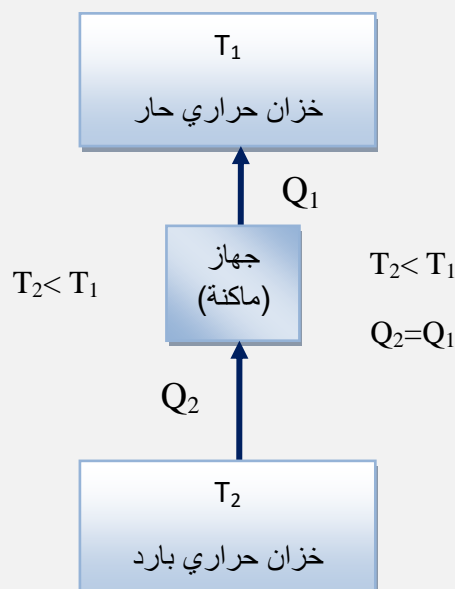 T₁
خزان حراري حار
Q₁
جهاز
(ماكنة)
T₂< T₁
T₂< T₁
Q₂=Q₁
Q₂
T₂
خزان حراري بارد